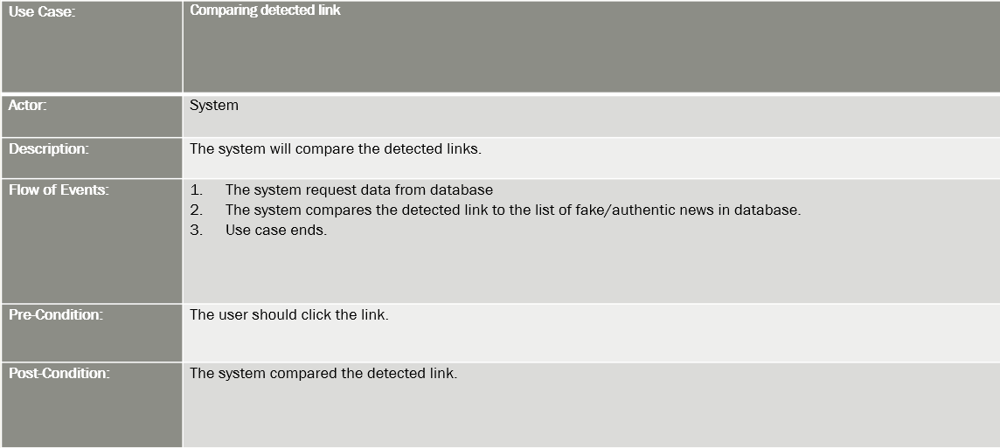 Use Case:
Comparing detected link
Actor:
System
Description:
The system will compare the detected links.
Flow of Events:
1. The system request data from database
2. The system compares the detected link to the list of fake/authentic news in database.
3. Use case ends.
Pre-Condition:
The user should click the link.
Post-Condition:
The system compared the detected link.